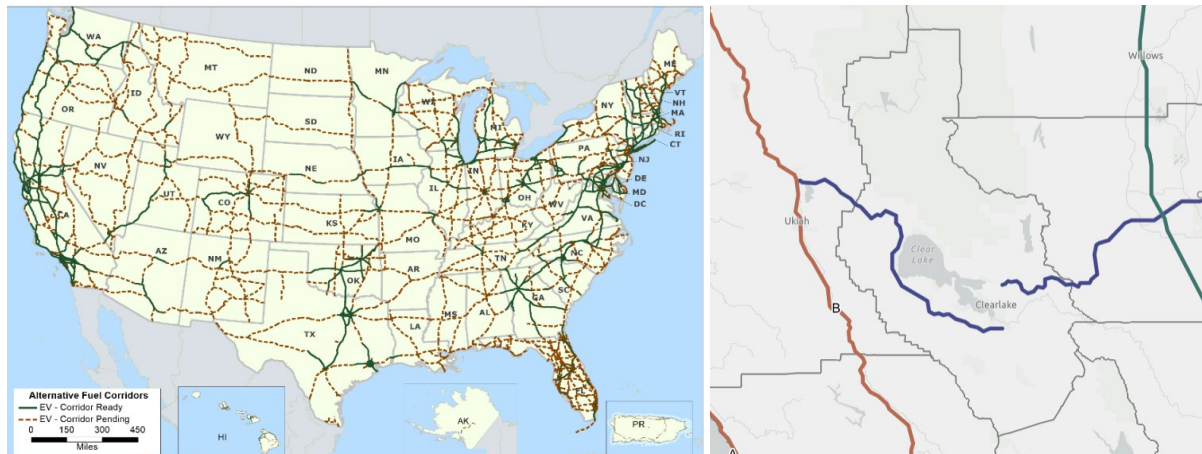 WA
MT
ND
MN
ME
OR
ID
WI
MI
NY
VT
NH
MA
RI
CT
WY
SD
NV
NE
IA
PA
NJ
UT
CO
IL
IN
OH
WV
DE
MD
DC
CA
KS
MO
KY
VA
AZ
NM
OK
AR
TN
NC
SC
TX
LA
MS
AL
GA
FL
Alternative Fuel Corridors
EV - Corridor Ready
EV - Corridor Pending
0 150 300 450
Miles
HI
AK
PR
Willows
Ukiah
Clear
Lake
Clearlake
B